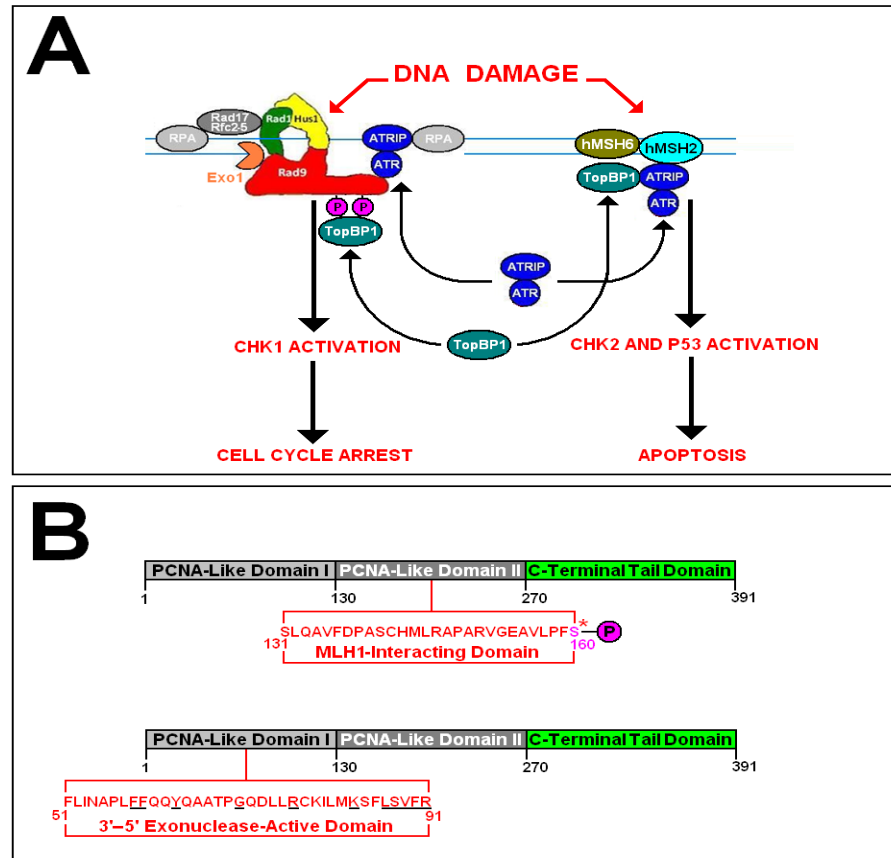 A
DNA DAMAGE
RPA
Rad17
Rfc2-5
Rad1
Hus1
Exo1
Rad9
ATRIP
ATR
RPA
P P
TopBP1
hMSH6
hMSH2
TopBP1
ATRIP
ATR
ATRIP
ATR
TopBP1
CHK1 ACTIVATION
CHK2 AND P53 ACTIVATION
CELL CYCLE ARREST
APOPTOSIS
B
PCNA-Like Domain I PCNA-Like Domain II C-Terminal Tail Domain
1 130 270 391
SLQAVFDPASCHMLRAPARVGEAVLPFS* P
131 160
MLH1-Interacting Domain
PCNA-Like Domain I PCNA-Like Domain II C-Terminal Tail Domain
1 130 270 391
FLINAPLFFQQYQAATPGQDLLRCKILMKSFLSVFR
51 91
3'–5' Exonuclease-Active Domain